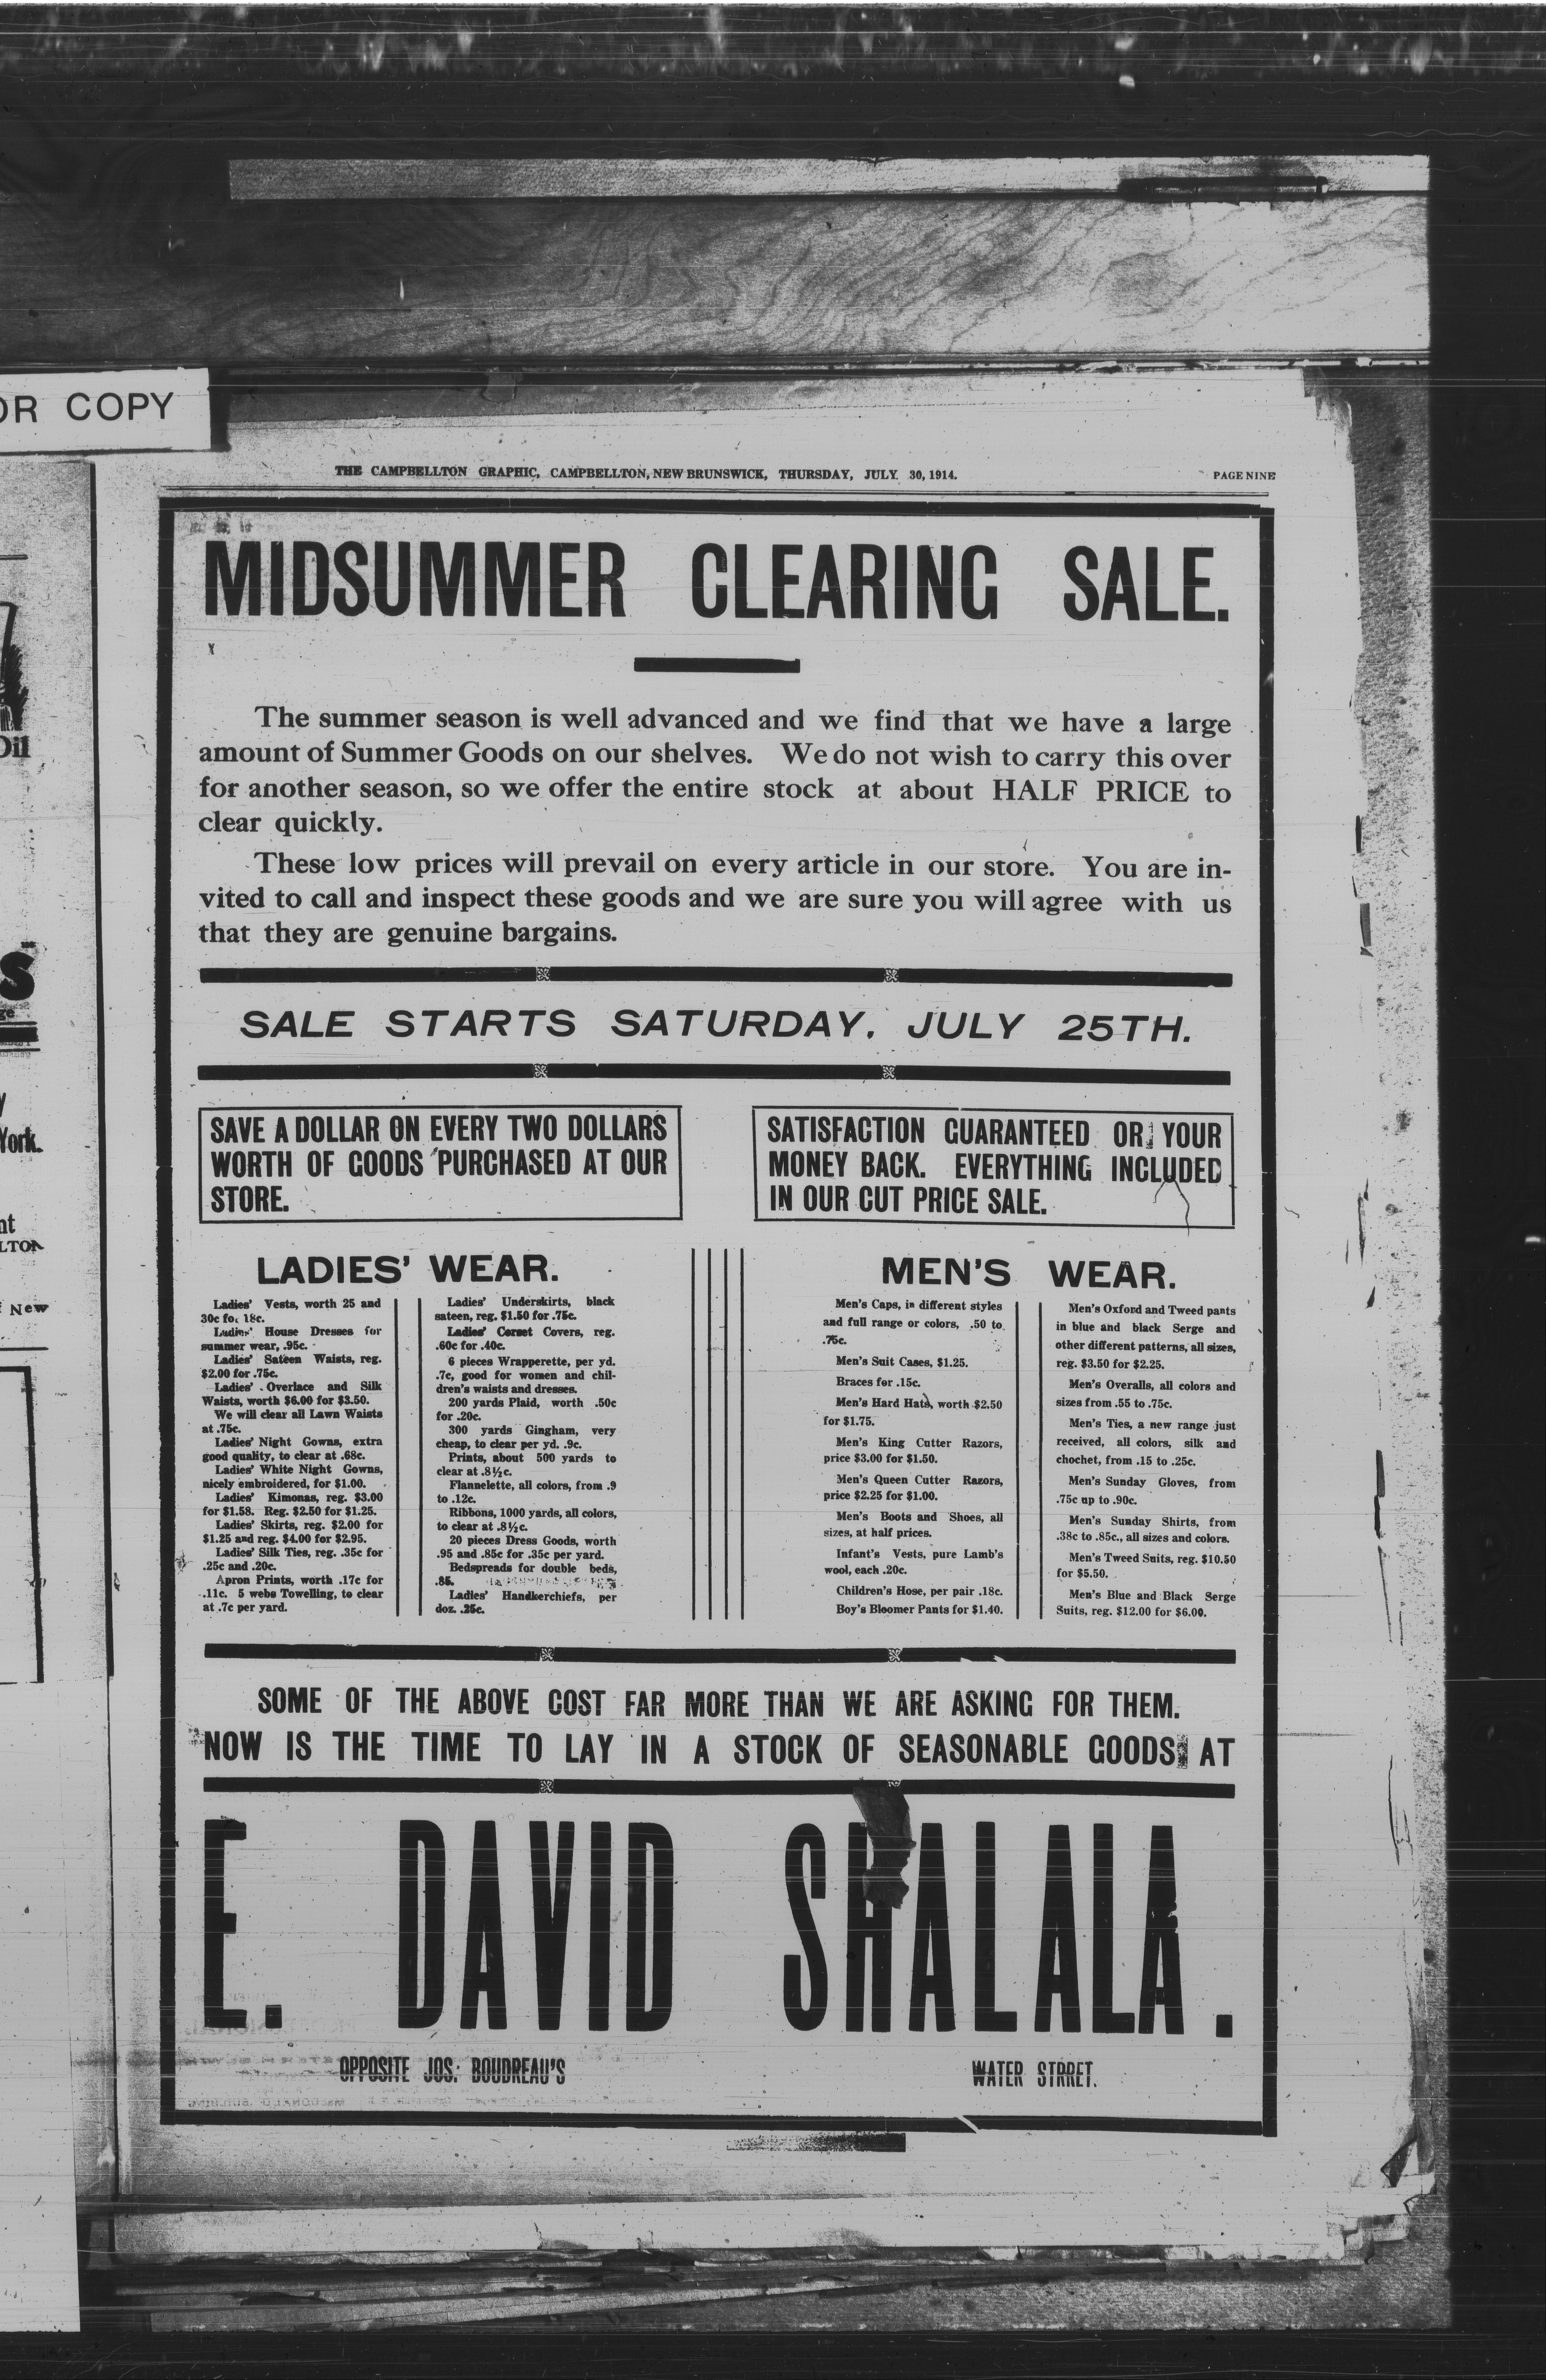 OR COPY
Oil
York.
LTON
New
THE CAMPBELLTON GRAPHIC, CAMPBELLTON, NEW BRUNSWICK, THURSDAY, JULY. 30, 1914.
PAGE NINE
MIDSUMMER CLEARING SALE.
The summer season is well advanced and we find that we have a large
amount of Summer Goods on our shelves. We do not wish to carry this over
for another season, so we offer the entire stock at about HALF PRICE to
clear quickly.
These low prices will prevail on every article in our store. You are in-
vited to call and inspect these goods and we are sure you will agree with us
that they are genuine bargains.
SALE STARTS SATURDAY, JULY 25TH.
SAVE A DOLLAR ON EVERY TWO DOLLARS
WORTH OF GOODS PURCHASED AT OUR
STORE.
SATISFACTION GUARANTEED OR YOUR
MONEY BACK. EVERYTHING INCLUDED
IN OUR CUT PRICE SALE.
LADIES' WEAR.
Ladies' Vests, worth 25 and
30c for 18c.
Ladies' House Dresses for
summer wear, .95c.
Ladies' Sateen Waists, reg.
$2.00 for .75c.
Ladies' Overlace and Silk
Waists, worth $6.00 for $3.50.
We will clear all Lawn Waists
at .75c.
Ladies' Night Gowns, extra
good quality, to clear at .68c.
Ladies' White Night Gowns,
nicely embroidered, for $1.00.
Ladies' Kimonas, reg. $3.00
for $1.58. Reg. $2.50 for $1.25.
Ladies' Skirts, reg. $2.00 for
$1.25 and reg. $4.00 for $2.95.
Ladies' Silk Ties, reg. .35c for
.25c and .20c.
Apron Prints, worth .17c for
.11c. 5 webs Towelling, to clear
at .7c per yard.
Ladies' Underskirts, black
sateen, reg. $1.50 for .75c.
Ladies' Corset Covers, reg.
.60c for .40c.
6 pieces Wrapperette, per yd.
.7c, good for women and chil-
dren's waists and dresses.
200 yards Plaid, worth .50c
for .20c.
300 yards Gingham, very
cheap, to clear per yd. .9c.
Prints, about 500 yards to
clear at .8½c.
Flannelette, all colors, from .9
to .12c.
Ribbons, 1000 yards, all colors,
to clear at .8½c.
20 pieces Dress Goods, worth
.95 and .85c for .35c per yard.
Bedspreads for double beds,
.85.
Ladies' Handkerchiefs, per
doz. .25c.
MEN'S WEAR.
Men's Caps, in different styles
and full range or colors, .50 to
.75c.
Men's Suit Cases, $1.25.
Braces for .15c.
Men's Hard Hats, worth $2.50
for $1.75.
Men's King Cutter Razors,
price $3.00 for $1.50.
Men's Queen Cutter Razors,
price $2.25 for $1.00.
Men's Boots and Shoes, all
sizes, at half prices.
Infant's Vests, pure Lamb's
wool, each .20c.
Children's Hose, per pair .18c.
Boy's Bloomer Pants for $1.40.
Men's Oxford and Tweed pants
in blue and black Serge and
other different patterns, all sizes,
reg. $3.50 for $2.25.
Men's Overalls, all colors and
sizes from .55 to .75c.
Men's Ties, a new range just
received, all colors, silk and
chochet, from .15 to .25c.
Men's Sunday Gloves, from
.75c up to .90c.
Men's Sunday Shirts, from
.38c to .85c., all sizes and colors.
Men's Tweed Suits, reg. $10.50
for $5.50.
Men's Blue and Black Serge
Suits, reg. $12.00 for $6.00.
SOME OF THE ABOVE COST FAR MORE THAN WE ARE ASKING FOR THEM.
NOW IS THE TIME TO LAY IN A STOCK OF SEASONABLE GOODS AT
E. DAVID SHALALA.
OPPOSITE JOS. BOUDREAU'S
WATER STRRET.